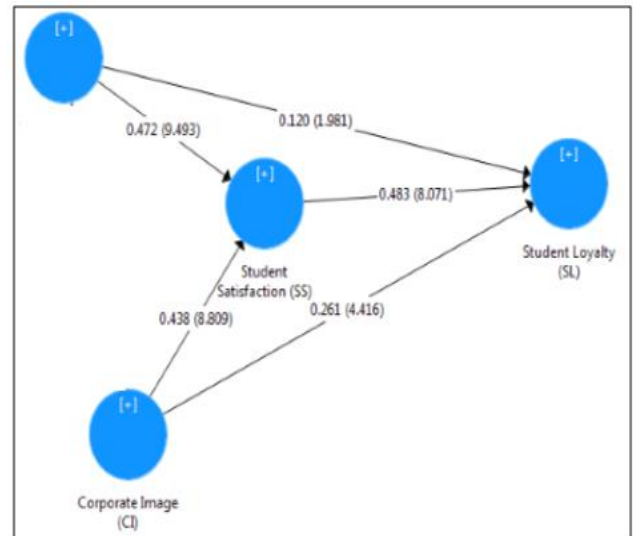 [+]
0.120 (1.981)
0.472 (9.493)
[+]
[+]
0.483 (8.071)
Student
Satisfaction (SS)
Student Loyalty
(SL)
0.438 (8.809)
0.261 (4.416)
[+]
Corporate Image
(CI)